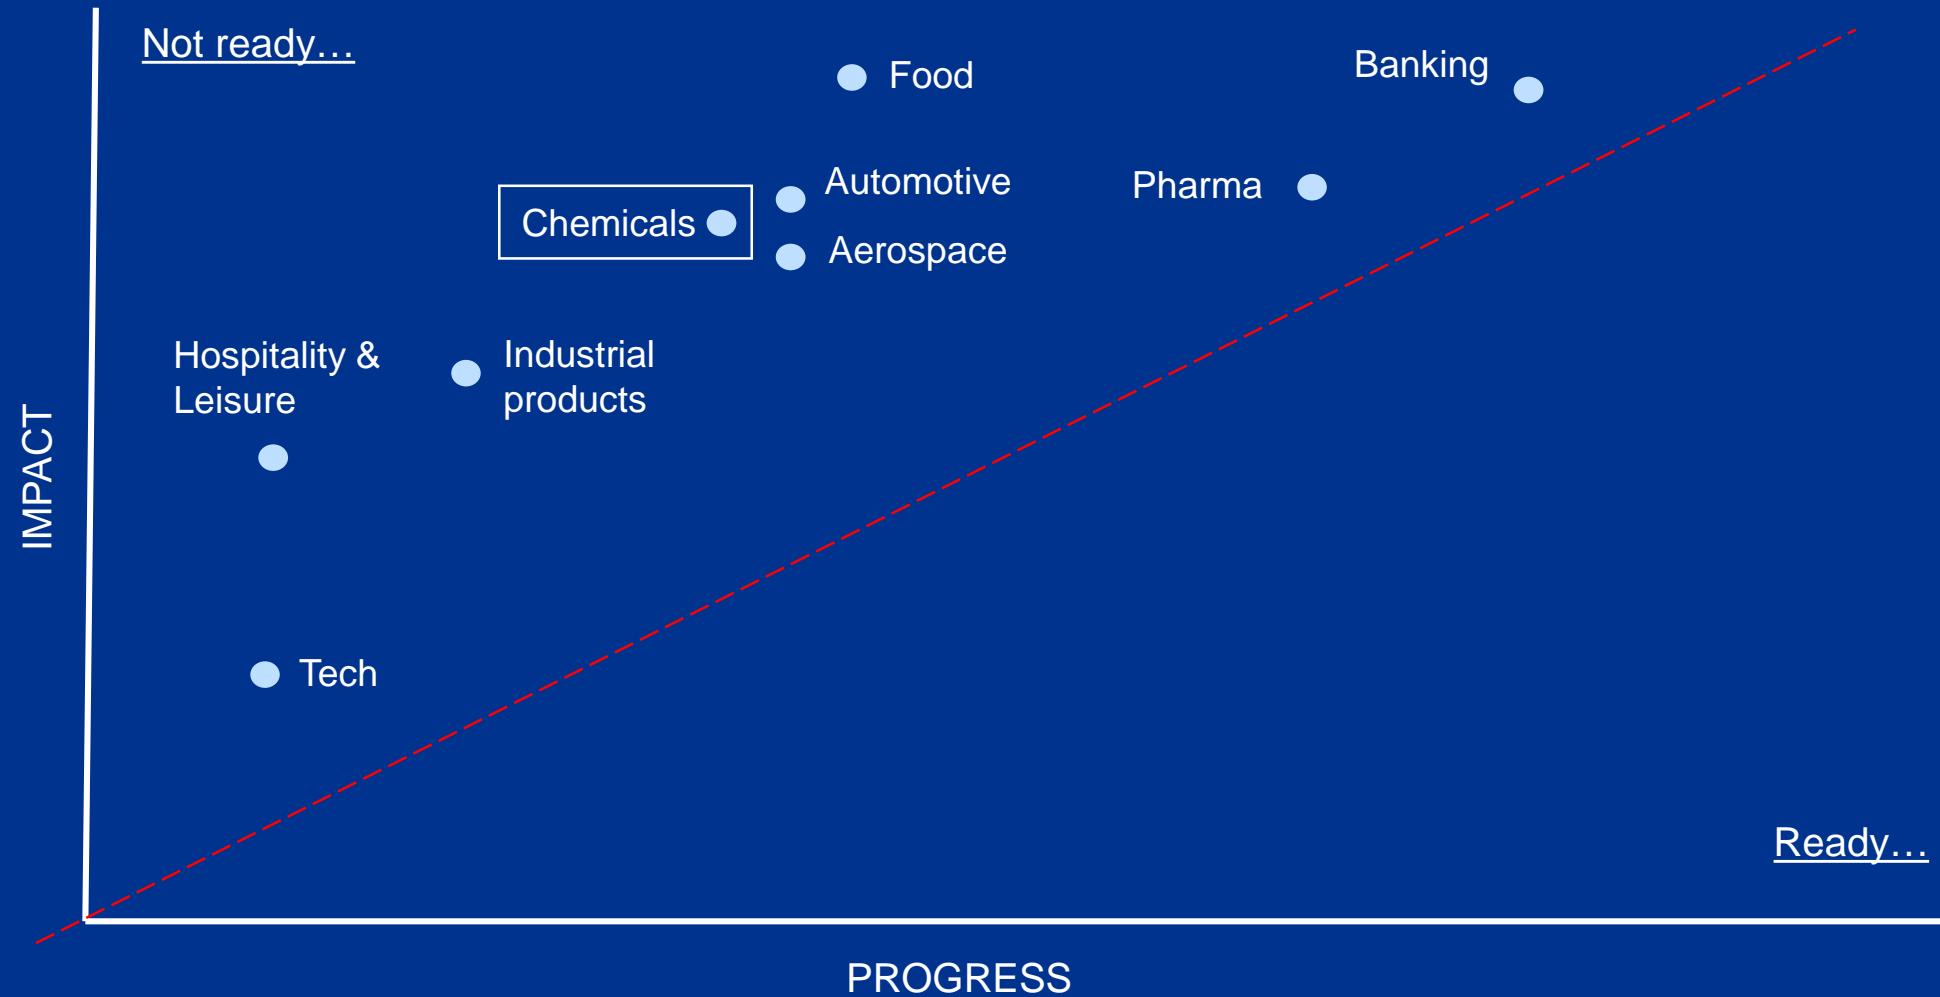 Not ready…
Food
Banking
Automotive
Pharma
Chemicals
Aerospace
Hospitality &
Leisure
Industrial
products
IMPACT
Tech
Ready…
PROGRESS